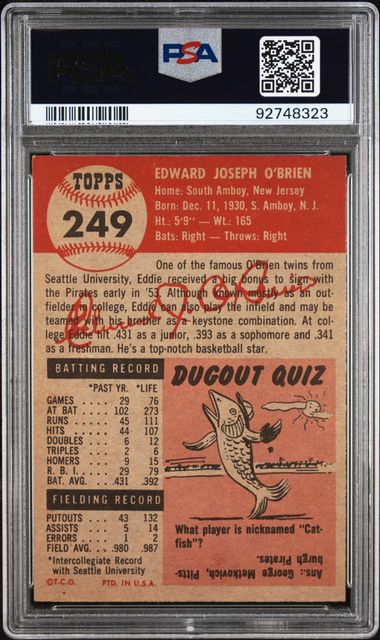 PSA
PSA
92748323
TOPPS
249
EDWARD JOSEPH O'BRIEN
Home: South Amboy, New Jersey
Born: Dec. 11, 1930, S. Amboy, N. J.
Ht.: 5'9" — Wt.: 165
Bats: Right – Throws: Right
One of the famous O'Brien twins from
Seattle University, Eddie received a big bonus to sign with
the Pirates early in '53. Although known mostly as an out-
fielder in college, Eddie can also play the infield and may be
teamed with his brother as a keystone combination. At col-
lege Eddie hit .431 as a junior, .393 as a sophomore and .341
as a freshman. He's a top-notch basketball star.
Edward J. O'Brien
BATTING RECORD
*PAST YR. *LIFE
GAMES 29 76
AT BAT 102 273
RUNS 45 111
HITS 44 107
DOUBLES 6 12
TRIPLES 2 6
HOMERS 9 15
R. B. I. 29 79
BAT. AVG. .431 .392
FIELDING RECORD
PUTOUTS 43 132
ASSISTS 5 14
ERRORS 1 2
FIELD AVG. .980 .987
*Intercollegiate Record
with Seattle University
©T.C.G. PTD. IN U.S.A.
DUGOUT QUIZ
What player is nicknamed "Cat-
fish"?
Ans.: George Metkovich, Pitts-
burgh Pirates.